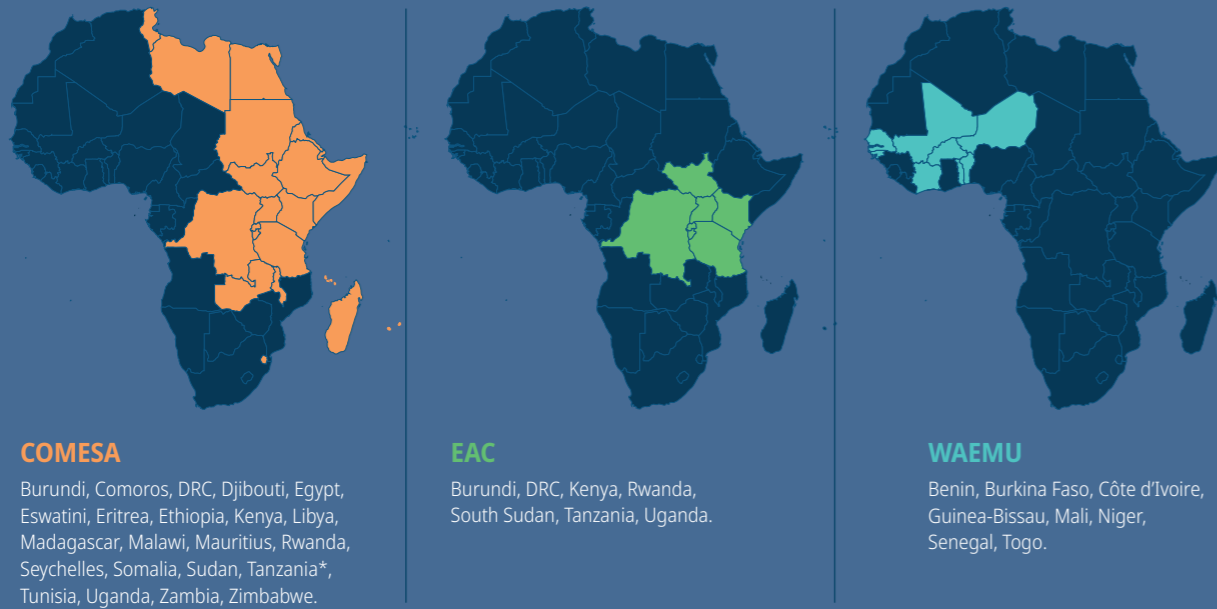 COMESA
Burundi, Comoros, DRC, Djibouti, Egypt,
Eswatini, Eritrea, Ethiopia, Kenya, Libya,
Madagascar, Malawi, Mauritius, Rwanda,
Seychelles, Somalia, Sudan, Tanzania*,
Tunisia, Uganda, Zambia, Zimbabwe.
EAC
Burundi, DRC, Kenya, Rwanda,
South Sudan, Tanzania, Uganda.
WAEMU
Benin, Burkina Faso, Côte d’Ivoire,
Guinea-Bissau, Mali, Niger,
Senegal, Togo.